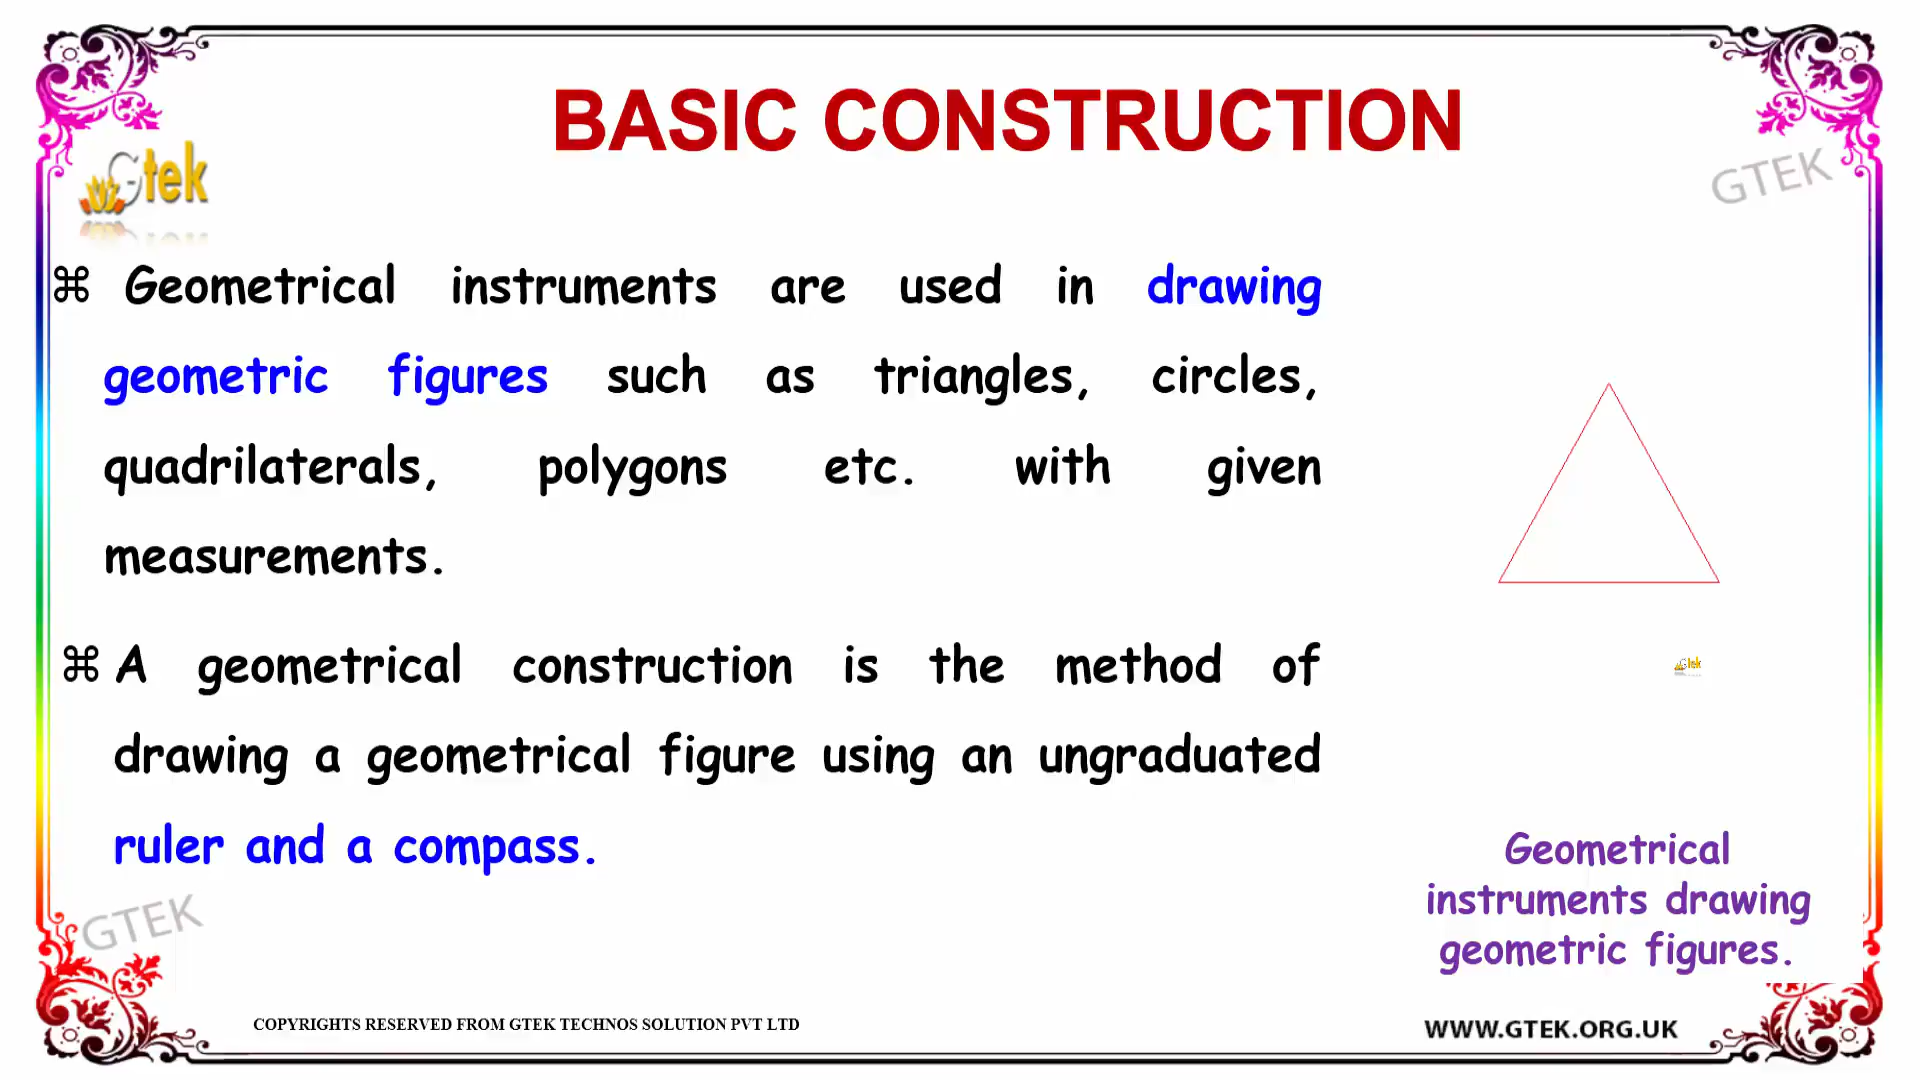 BASIC CONSTRUCTION
Gtek
GTEK
⌘ Geometrical instruments are used in drawing
geometric figures such as triangles, circles,
quadrilaterals, polygons etc. with given
measurements.
⌘ A geometrical construction is the method of
drawing a geometrical figure using an ungraduated
ruler and a compass.
Gtek
Geometrical
instruments drawing
geometric figures.
GTEK
COPYRIGHTS RESERVED FROM GTEK TECHNOS SOLUTION PVT LTD
WWW.GTEK.ORG.UK